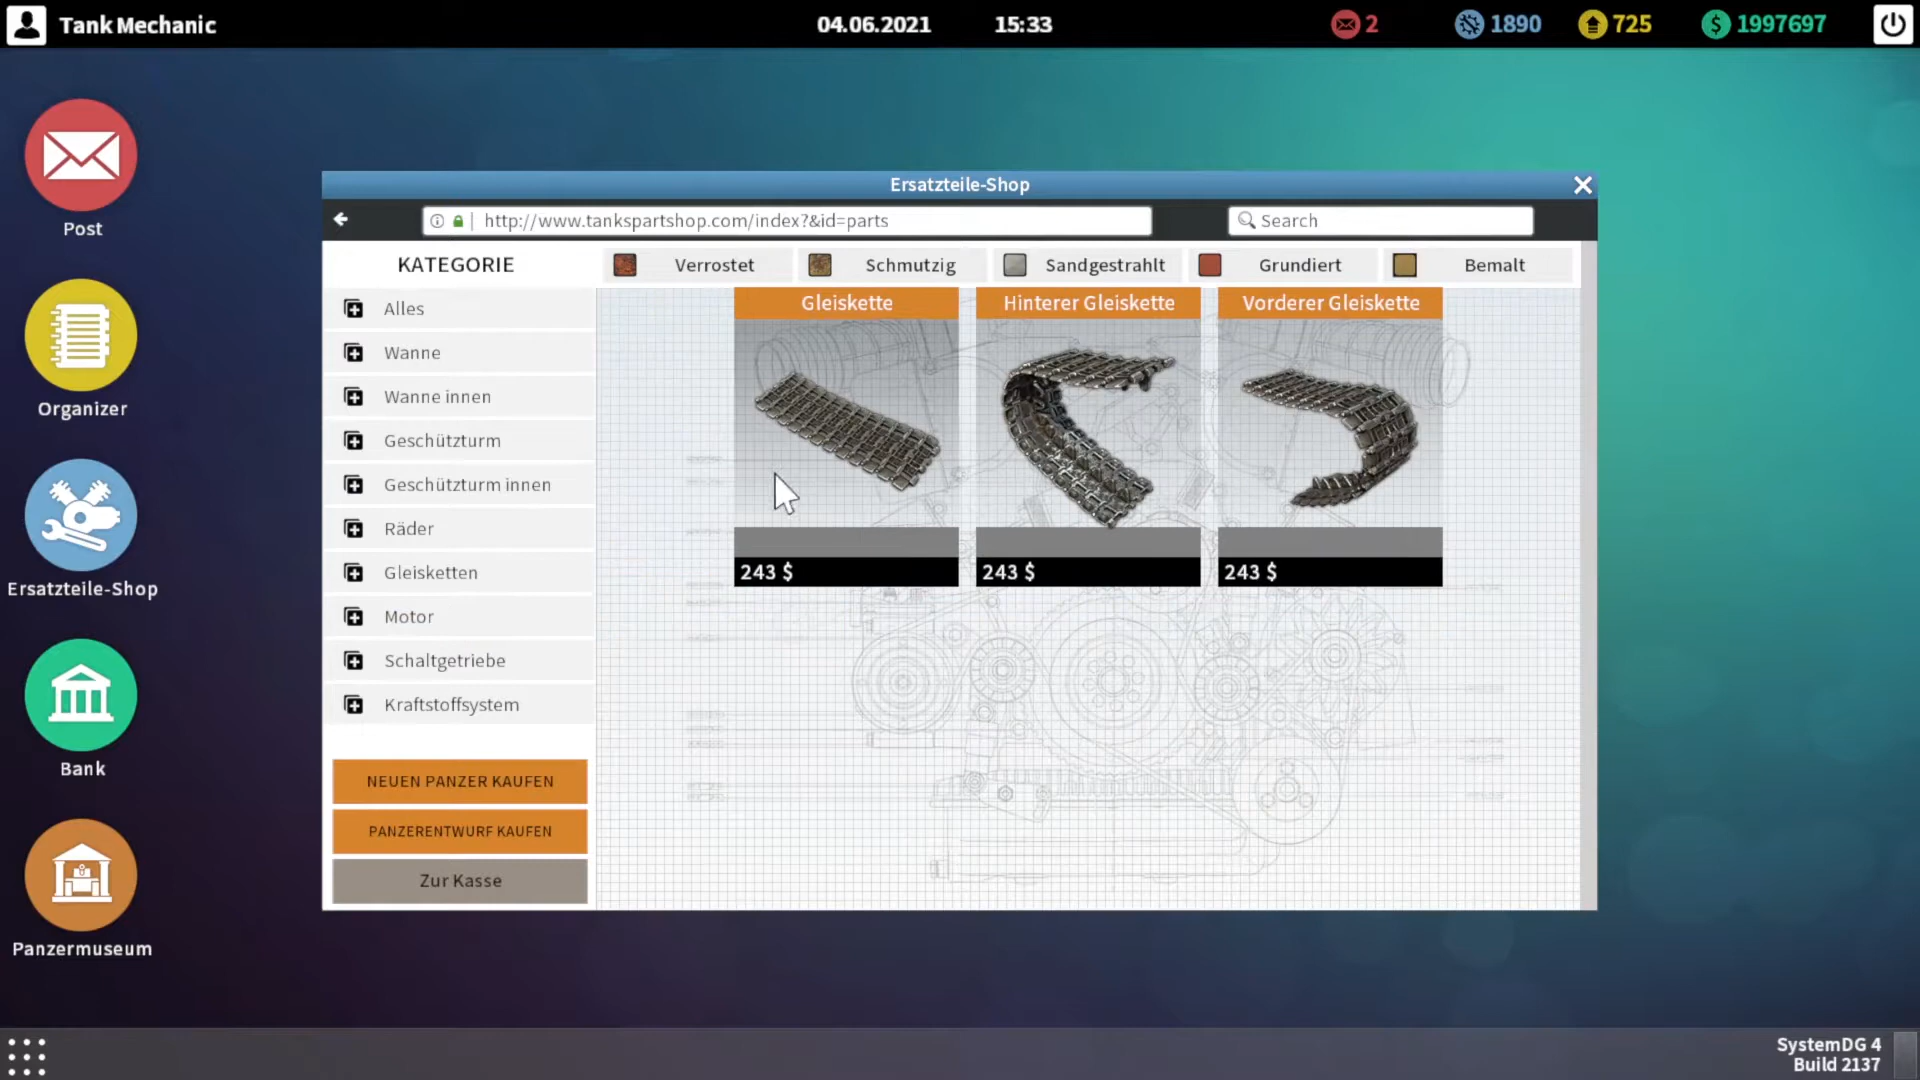 Tank Mechanic
04.06.2021
15:33
2
1890
725
1997697
Post
Organizer
Ersatzteile-Shop
Bank
Panzermuseum
Ersatzteile-Shop
http://www.tankspartshop.com/index?&id=parts
Search
KATEGORIE
Alles
Wanne
Wanne innen
Geschützturm
Geschützturm innen
Räder
Gleisketten
Motor
Schaltgetriebe
Kraftstoffsystem
NEUEN PANZER KAUFEN
PANZERENTWURF KAUFEN
Zur Kasse
Verrostet
Schmutzig
Sandgestrahlt
Grundiert
Bemalt
Gleiskette
243 $
Hinterer Gleiskette
243 $
Vorderer Gleiskette
243 $
SystemDG 4
Build 2137